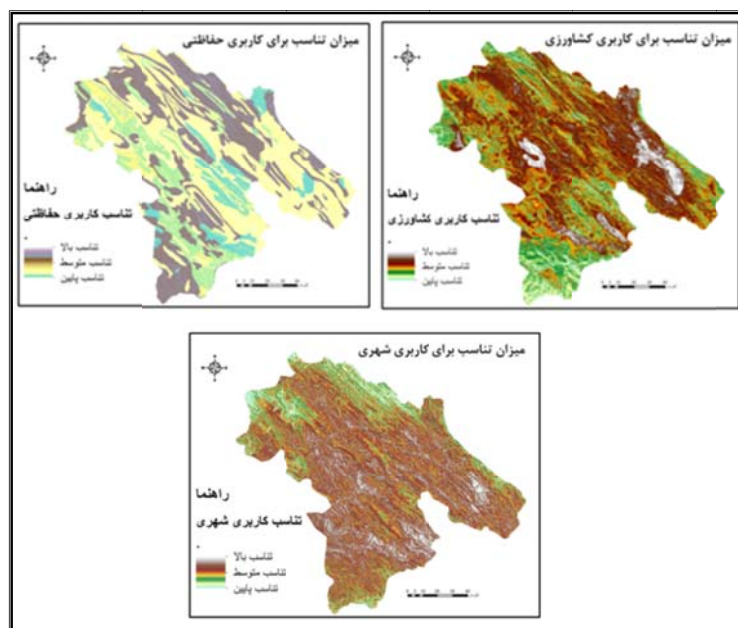 میزان تناسب برای کاربری حفاظتی
راهنما
تناسب کاربری حفاظتی
تناسب بالا
تناسب متوسط
تناسب پایین
میزان تناسب برای کاربری کشاورزی
راهنما
تناسب کاربری کشاورزی
تناسب بالا
تناسب متوسط
تناسب پایین
میزان تناسب برای کاربری شهری
راهنما
تناسب کاربری شهری
تناسب بالا
تناسب متوسط
تناسب پایین